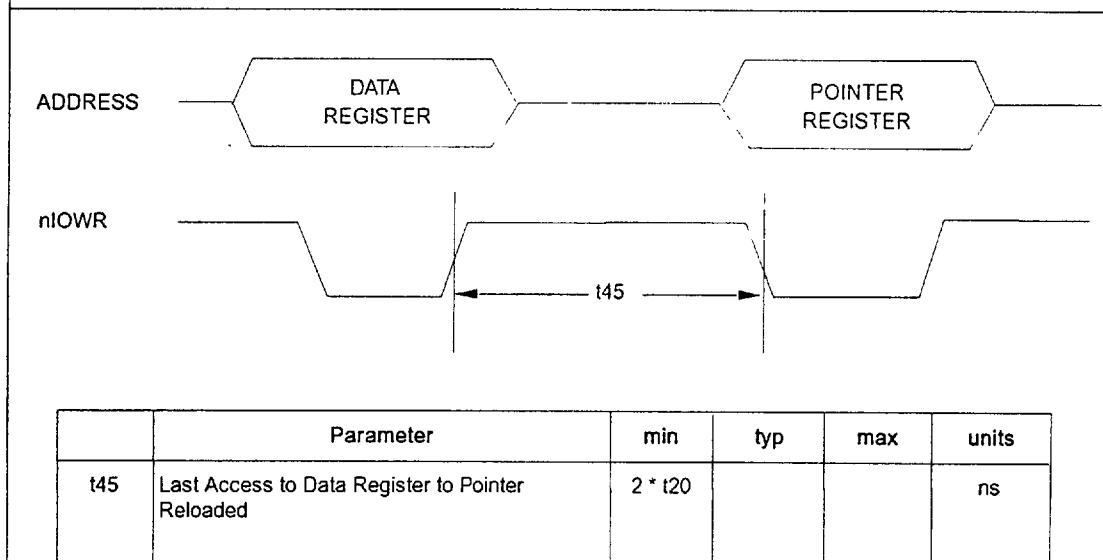 DATA
REGISTER
ADDRESS
POINTER
REGISTER
nIOWR
t45
Parameter min typ max units
t45 Last Access to Data Register to Pointer 2 * t20 ns
Reloaded